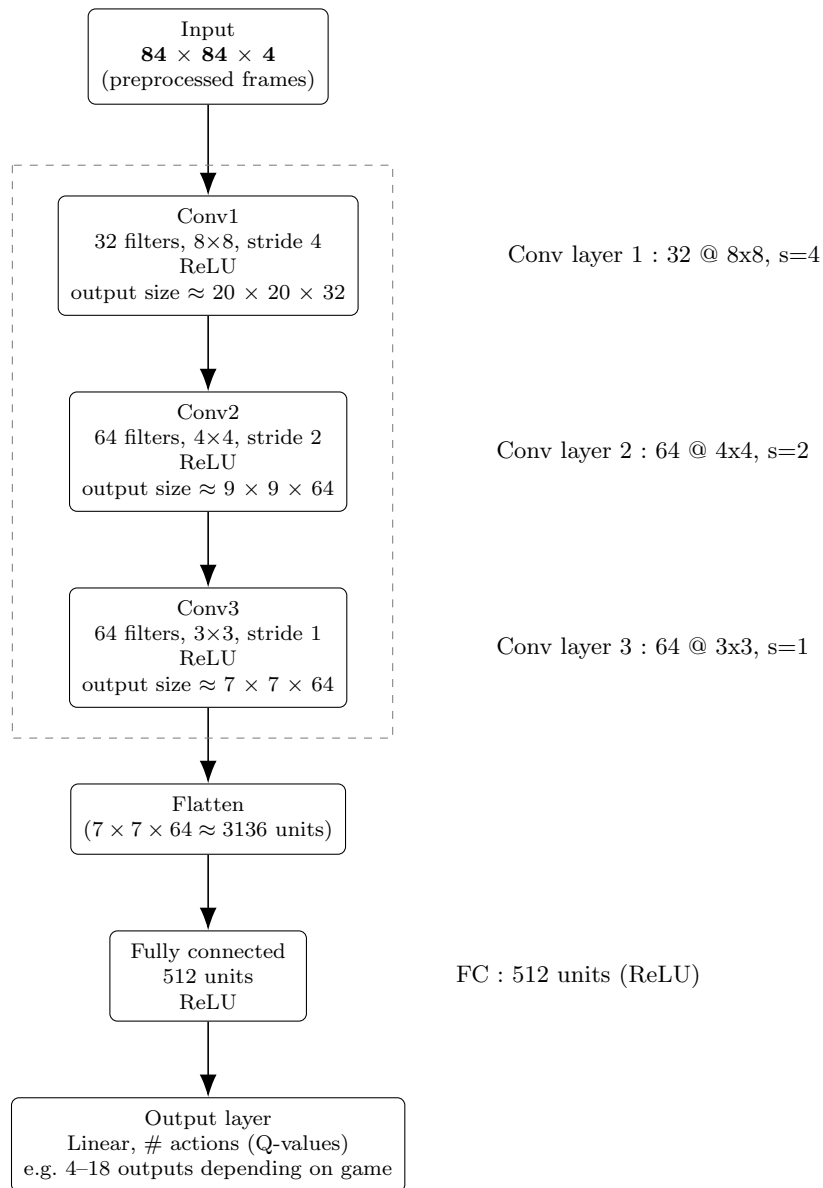 Input
84 × 84 × 4
(preprocessed frames)
Conv1
32 filters, 8×8, stride 4
ReLU
output size ≈ 20 × 20 × 32
Conv layer 1 : 32 @ 8x8, s=4
Conv2
64 filters, 4×4, stride 2
ReLU
output size ≈ 9 × 9 × 64
Conv layer 2 : 64 @ 4x4, s=2
Conv3
64 filters, 3×3, stride 1
ReLU
output size ≈ 7 × 7 × 64
Conv layer 3 : 64 @ 3x3, s=1
Flatten
(7 × 7 × 64 ≈ 3136 units)
Fully connected
512 units
ReLU
FC : 512 units (ReLU)
Output layer
Linear, # actions (Q-values)
e.g. 4–18 outputs depending on game